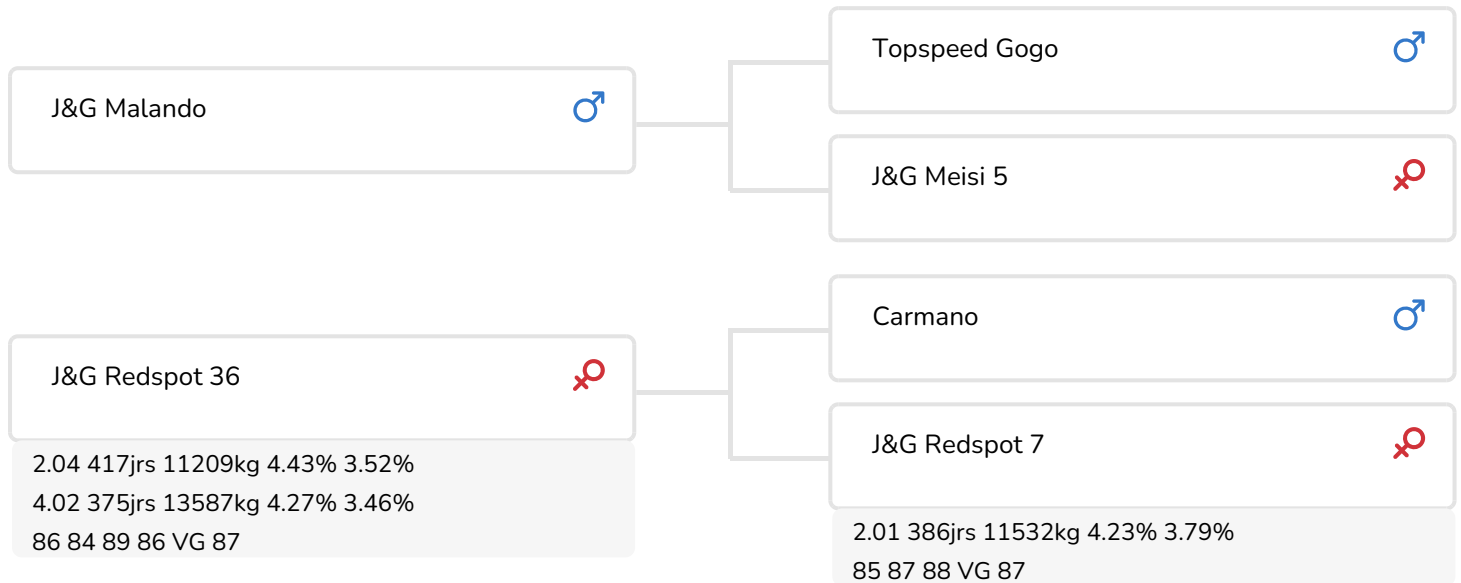 J&G Malando
Topspeed Gogo
J&G Meisi 5
J&G Redspot 36
2.04 417jrs 11209kg 4.43% 3.52%
4.02 375jrs 13587kg 4.27% 3.46%
86 84 89 86 VG 87
Carmano
J&G Redspot 7
2.01 386jrs 11532kg 4.23% 3.79%
85 87 88 VG 87